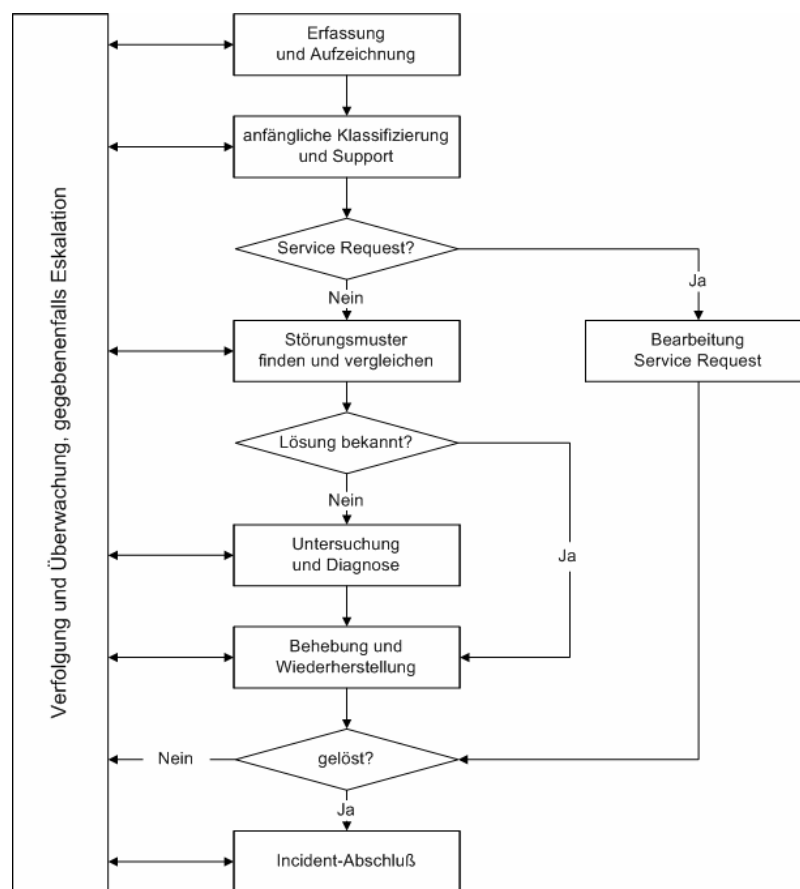 Erfassung
und Aufzeichnung
anfängliche Klassifizierung
und Support
Service Request?
Ja
Nein
Störungsmuster
finden und vergleichen
Bearbeitung
Service Request
Lösung bekannt?
Nein
Untersuchung
und Diagnose
Ja
Behebung und
Wiederherstellung
Nein
gelöst?
Ja
Incident-Abschluß
Verfolgung und Überwachung, gegebenenfalls Eskalation